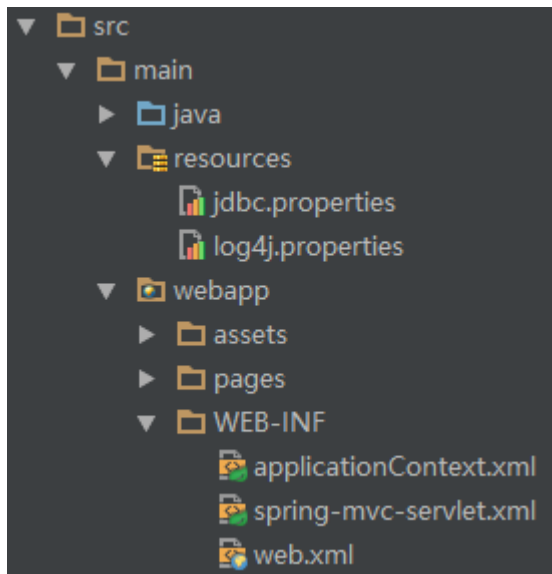 src
main
java
resources
jdbc.properties
log4j.properties
webapp
assets
pages
WEB-INF
applicationContext.xml
spring-mvc-servlet.xml
web.xml